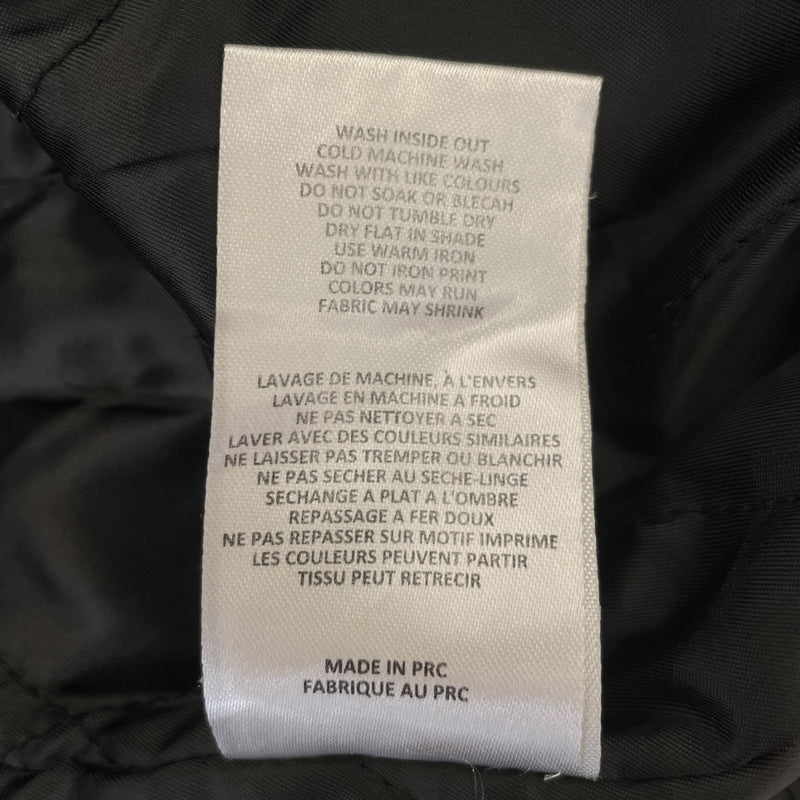 WASH INSIDE OUT
COLD MACHINE WASH
WASH WITH LIKE COLOURS
DO NOT SOAK OR BLECAH
DO NOT TUMBLE DRY
DRY FLAT IN SHADE
USE WARM IRON
DO NOT IRON PRINT
COLORS MAY RUN
FABRIC MAY SHRINK
LAVAGE DE MACHINE, À L'ENVERS
LAVAGE EN MACHINE A FROID
NE PAS NETTOYER A SEC
LAVER AVEC DES COULEURS SIMILAIRES
NE LAISSER PAS TREMPER OU BLANCHIR
NE PAS SECHER AU SECHE-LINGE
SECHANGE A PLAT A L'OMBRE
REPASSAGE A FER DOUX
NE PAS REPASSER SUR MOTIF IMPRIME
LES COULEURS PEUVENT PARTIR
TISSU PEUT RETRECIR
MADE IN PRC
FABRIQUE AU PRC